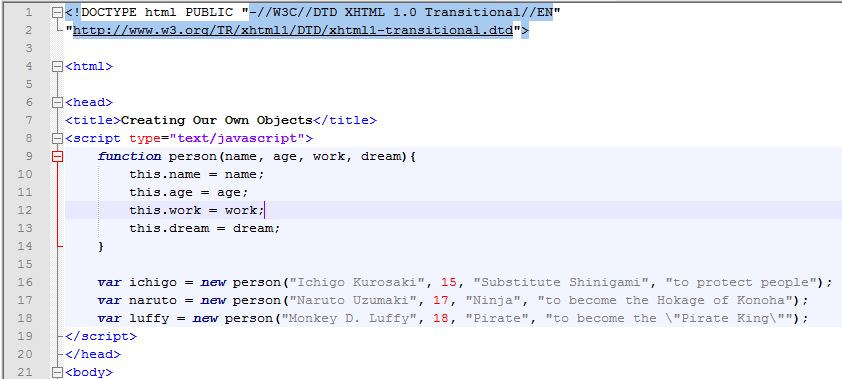 1 <!DOCTYPE html PUBLIC "-//W3C//DTD XHTML 1.0 Transitional//EN"
2 "http://www.w3.org/TR/xhtml1/DTD/xhtml1-transitional.dtd">
3
4 <html>
5
6 <head>
7 <title>Creating Our Own Objects</title>
8 <script type="text/javascript">
9 function person(name, age, work, dream){
10 this.name = name;
11 this.age = age;
12 this.work = work;
13 this.dream = dream;
14 }
15
16 var ichigo = new person("Ichigo Kurosaki", 15, "Substitute Shinigami", "to protect people");
17 var naruto = new person("Naruto Uzumaki", 17, "Ninja", "to become the Hokage of Konoha");
18 var luffy = new person("Monkey D. Luffy", 18, "Pirate", "to become the \"Pirate King\"");
19 </script>
20 </head>
21 <body>